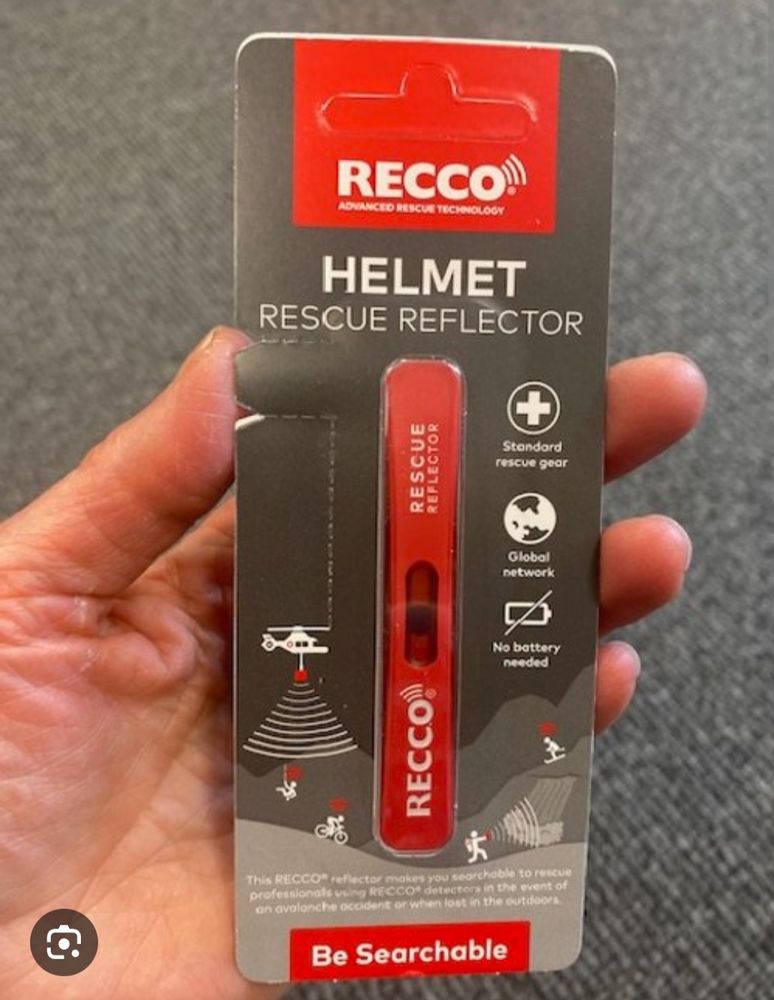 RECCO®
ADVANCED RESCUE TECHNOLOGY
HELMET
RESCUE REFLECTOR
RESCUE
REFLECTOR
RECCO®
Standard
rescue gear
Global
network
No battery
needed
This RECCO® reflector makes you searchable to rescue
professionals using RECCO® detectors in the event of
an avalanche accident or when lost in the outdoors.
Be Searchable